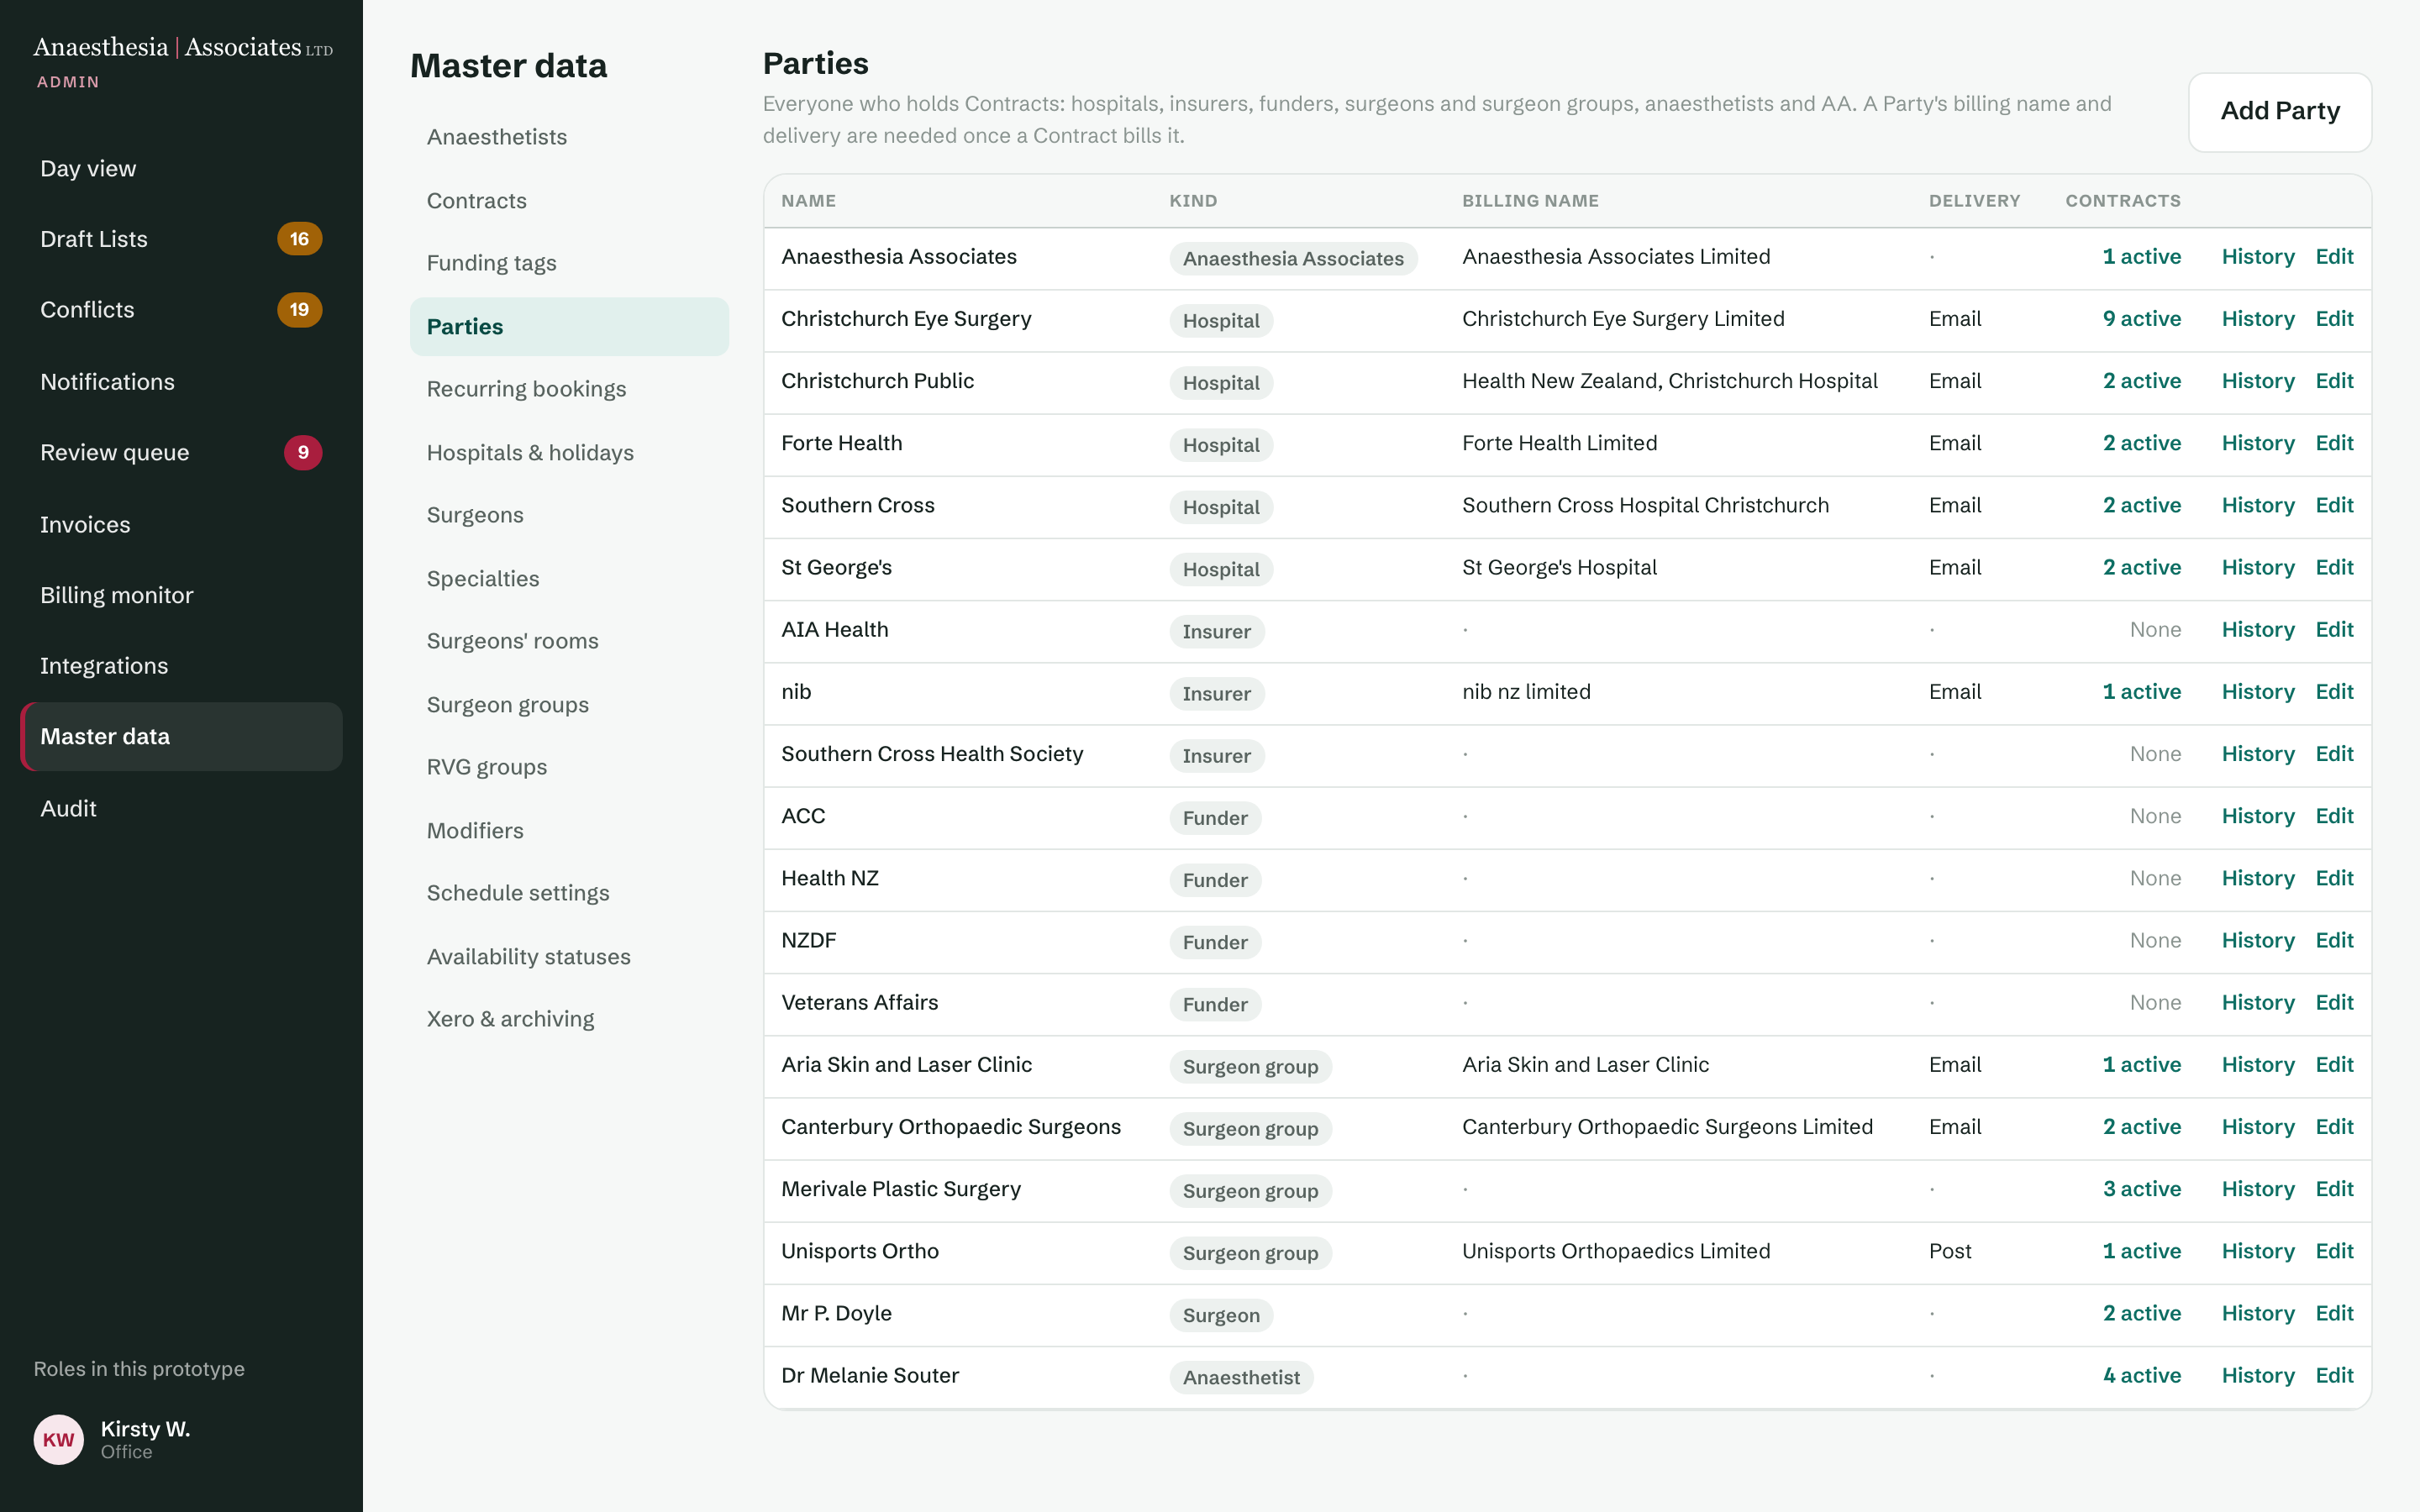 Anaesthesia | Associates LTD
ADMIN
Day view
Draft Lists 16
Conflicts 19
Notifications
Review queue 9
Invoices
Billing monitor
Integrations
Master data
Audit
Roles in this prototype
KW
Kirsty W.
Office
Master data
Anaesthetists
Contracts
Funding tags
Parties
Recurring bookings
Hospitals & holidays
Surgeons
Specialties
Surgeons' rooms
Surgeon groups
RVG groups
Modifiers
Schedule settings
Availability statuses
Xero & archiving
Parties
Everyone who holds Contracts: hospitals, insurers, funders, surgeons and surgeon groups, anaesthetists and AA. A Party's billing name and
delivery are needed once a Contract bills it.
Add Party
NAME KIND BILLING NAME DELIVERY CONTRACTS
Anaesthesia Associates Anaesthesia Associates Anaesthesia Associates Limited · 1 active History Edit
Christchurch Eye Surgery Hospital Christchurch Eye Surgery Limited Email 9 active History Edit
Christchurch Public Hospital Health New Zealand, Christchurch Hospital Email 2 active History Edit
Forte Health Hospital Forte Health Limited Email 2 active History Edit
Southern Cross Hospital Southern Cross Hospital Christchurch Email 2 active History Edit
St George's Hospital St George's Hospital Email 2 active History Edit
AIA Health Insurer · · None History Edit
nib Insurer nib nz limited Email 1 active History Edit
Southern Cross Health Society Insurer · · None History Edit
ACC Funder · · None History Edit
Health NZ Funder · · None History Edit
NZDF Funder · · None History Edit
Veterans Affairs Funder · · None History Edit
Aria Skin and Laser Clinic Surgeon group Aria Skin and Laser Clinic Email 1 active History Edit
Canterbury Orthopaedic Surgeons Surgeon group Canterbury Orthopaedic Surgeons Limited Email 2 active History Edit
Merivale Plastic Surgery Surgeon group · · 3 active History Edit
Unisports Ortho Surgeon group Unisports Orthopaedics Limited Post 1 active History Edit
Mr P. Doyle Surgeon · · 2 active History Edit
Dr Melanie Souter Anaesthetist · · 4 active History Edit